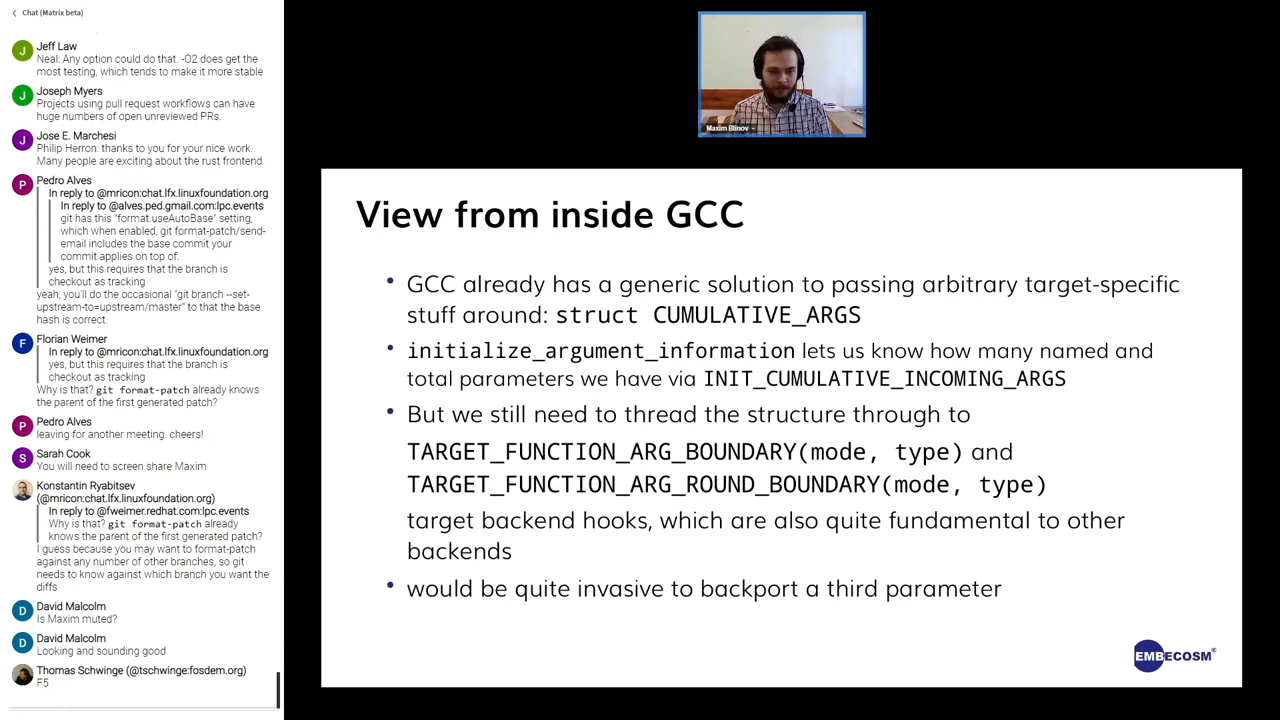 Chat (Matrix beta)
J
Jeff Law
Neal: Any option could do that. -O2 does get the
most testing, which tends to make it more stable
J
Joseph Myers
Projects using pull request workflows can have
huge numbers of open unreviewed PRs.
J
Jose E. Marchesi
Philip Herron: thanks to you for your nice work.
Many people are exciting about the rust frontend
P
Pedro Alves
In reply to @mricon:chat.lfx.linuxfoundation.org
In reply to @alves.ped.gmail.com:lpc.events
git has this "format.useAutoBase" setting,
which when enabled, git format-patch/send-
email includes the base commit your
commit applies on top of.
yes, but this requires that the branch is
checkout as tracking
yeah, you'll do the occasional "git branch --set-
upstream-to=upstream/master" to that the base
hash is correct.
F
Florian Weimer
In reply to @mricon:chat.lfx.linuxfoundation.org
yes, but this requires that the branch is
checkout as tracking
Why is that? git format-patch already knows
the parent of the first generated patch?
P
Pedro Alves
leaving for another meeting. cheers!
S
Sarah Cook
You will need to screen share Maxim
Konstantin Ryabitsev
(@mricon:chat.lfx.linuxfoundation.org)
In reply to @fweimer.redhat.com:lpc.events
Why is that? git format-patch already
knows the parent of the first generated patch?
I guess because you may want to format-patch
against any number of other branches, so git
needs to know against which branch you want the
diffs
D
David Malcolm
Is Maxim muted?
D
David Malcolm
Looking and sounding good
Thomas Schwinge (@tschwinge:fosdem.org)
F5
Maxim Blinov
View from inside GCC
• GCC already has a generic solution to passing arbitrary target-specific
stuff around: struct CUMULATIVE_ARGS
• initialize_argument_information lets us know how many named and
total parameters we have via INIT_CUMULATIVE_INCOMING_ARGS
• But we still need to thread the structure through to
TARGET_FUNCTION_ARG_BOUNDARY(mode, type) and
TARGET_FUNCTION_ARG_ROUND_BOUNDARY(mode, type)
target backend hooks, which are also quite fundamental to other
backends
• would be quite invasive to backport a third parameter
EMBECOSM®